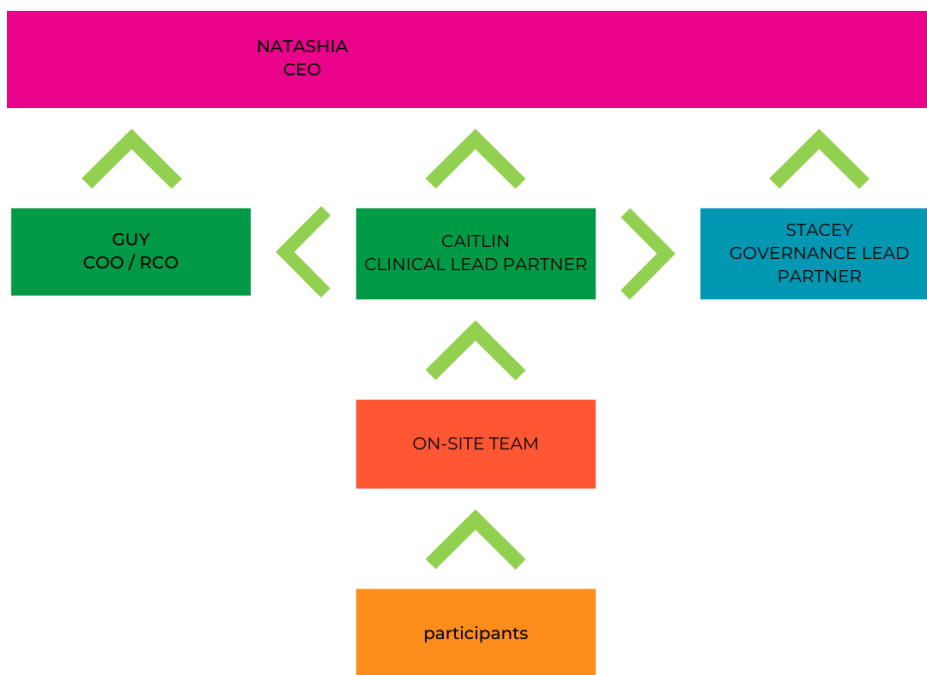 NATASHIA
CEO
GUY
COO / RCO
CAITLIN
CLINICAL LEAD PARTNER
STACEY
GOVERNANCE LEAD
PARTNER
ON-SITE TEAM
participants